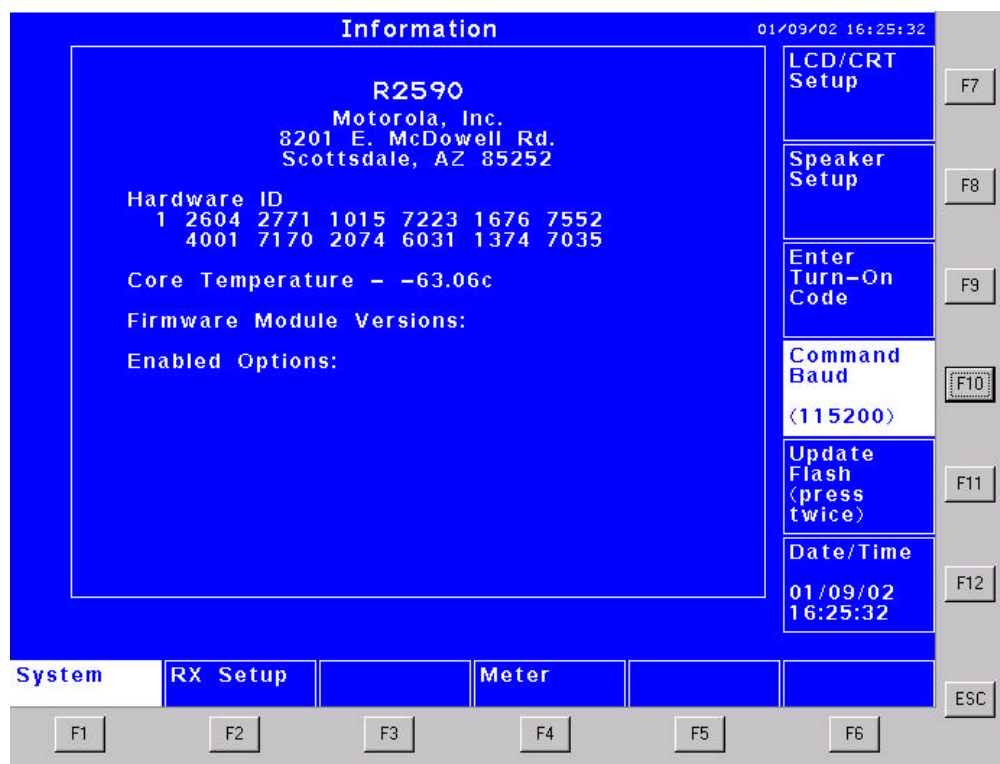 Information
01/09/02 16:25:32
R2590
Motorola, Inc.
8201 E. McDowell Rd.
Scottsdale, AZ 85252
Hardware ID
1 2604 2771 1015 7223 1676 7552
4001 7170 2074 6031 1374 7035
Core Temperature – –63.06c
Firmware Module Versions:
Enabled Options:
LCD/CRT
Setup
F7
Speaker
Setup
F8
Enter
Turn–On
Code
F9
Command
Baud
(115200)
F10
Update
Flash
(press
twice)
F11
Date/Time
01/09/02
16:25:32
F12
System
RX Setup
Meter
ESC
F1
F2
F3
F4
F5
F6